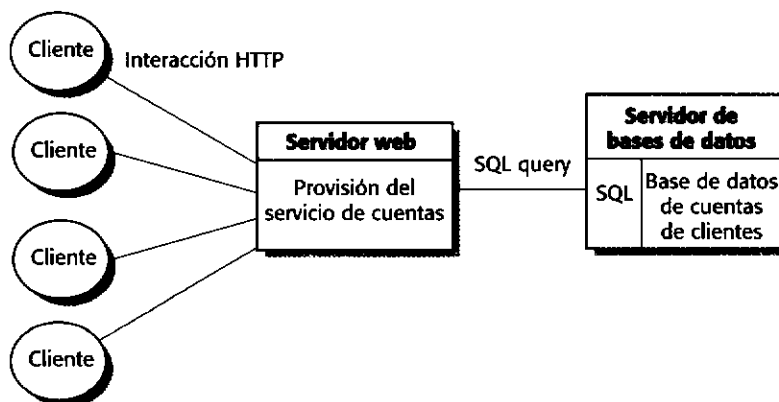 Cliente
Interacción HTTP
Cliente
Cliente
Cliente
Servidor web
Provisión del
servicio de cuentas
SQL query
Servidor de
bases de datos
SQL
Base de datos
de cuentas
de clientes